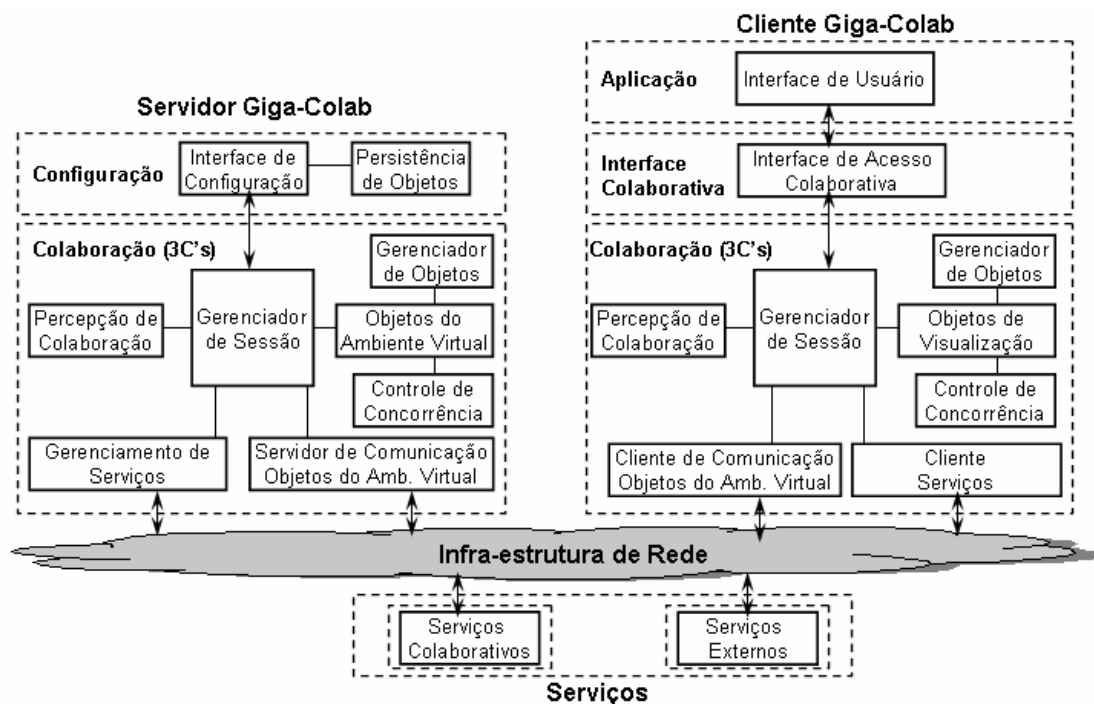 Servidor Giga-Colab
Configuração
Interface de
Configuração
Persistência
de Objetos
Colaboração (3C's)
Gerenciador
de Objetos
Percepção de
Colaboração
Gerenciador
de Sessão
Objetos do
Ambiente Virtual
Controle de
Concorrência
Gerenciamento de
Serviços
Servidor de Comunicação
Objetos do Amb. Virtual
Cliente Giga-Colab
Aplicação
Interface de Usuário
Interface
Colaborativa
Interface de Acesso
Colaborativa
Colaboração (3C's)
Gerenciador
de Objetos
Percepção de
Colaboração
Gerenciador
de Sessão
Objetos de
Visualização
Controle de
Concorrência
Cliente de Comunicação
Objetos do Amb. Virtual
Cliente
Serviços
Infra-estrutura de Rede
Serviços
Colaborativos
Serviços
Externos
Serviços